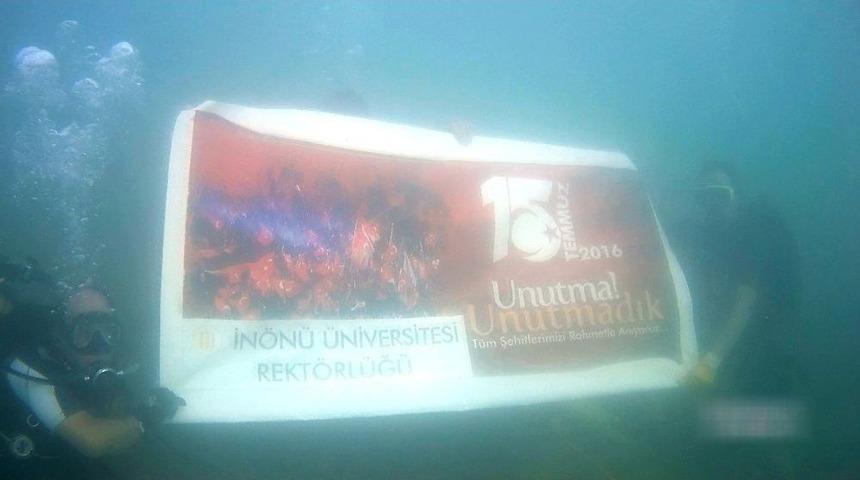 15
TEMMUZ
2016
Unutma!
Unutmadık
Tüm Şehitlerimizi Rahmetle Anıyoruz...
İNÖNÜ ÜNİVERSİTESİ
REKTÖRLÜĞÜ